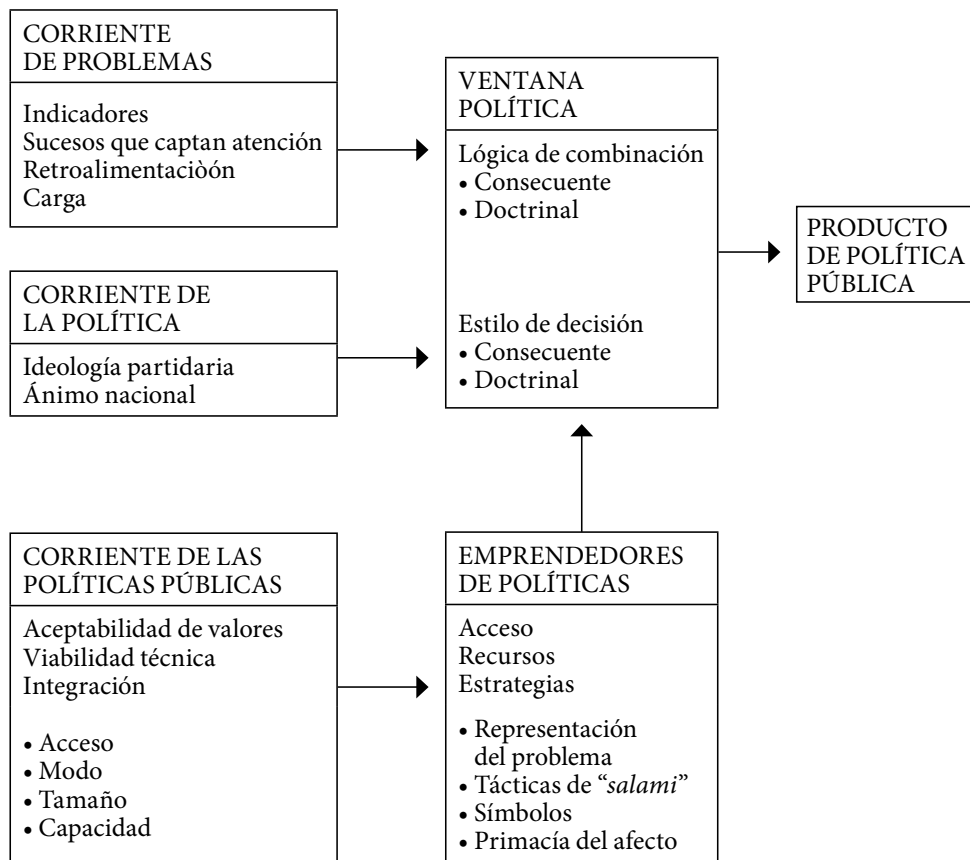 CORRIENTE
DE PROBLEMAS
Indicadores
Sucesos que captan atención
Retroalimentaciòón
Carga
CORRIENTE DE
LA POLÍTICA
Ideología partidaria
Ánimo nacional
CORRIENTE DE LAS
POLÍTICAS PÚBLICAS
Aceptabilidad de valores
Viabilidad técnica
Integración
• Acceso
• Modo
• Tamaño
• Capacidad
VENTANA
POLÍTICA
Lógica de combinación
• Consecuente
• Doctrinal
Estilo de decisión
• Consecuente
• Doctrinal
EMPRENDEDORES
DE POLÍTICAS
Acceso
Recursos
Estrategias
• Representación
del problema
• Tácticas de “salami”
• Símbolos
• Primacía del afecto
PRODUCTO
DE POLÍTICA
PÚBLICA